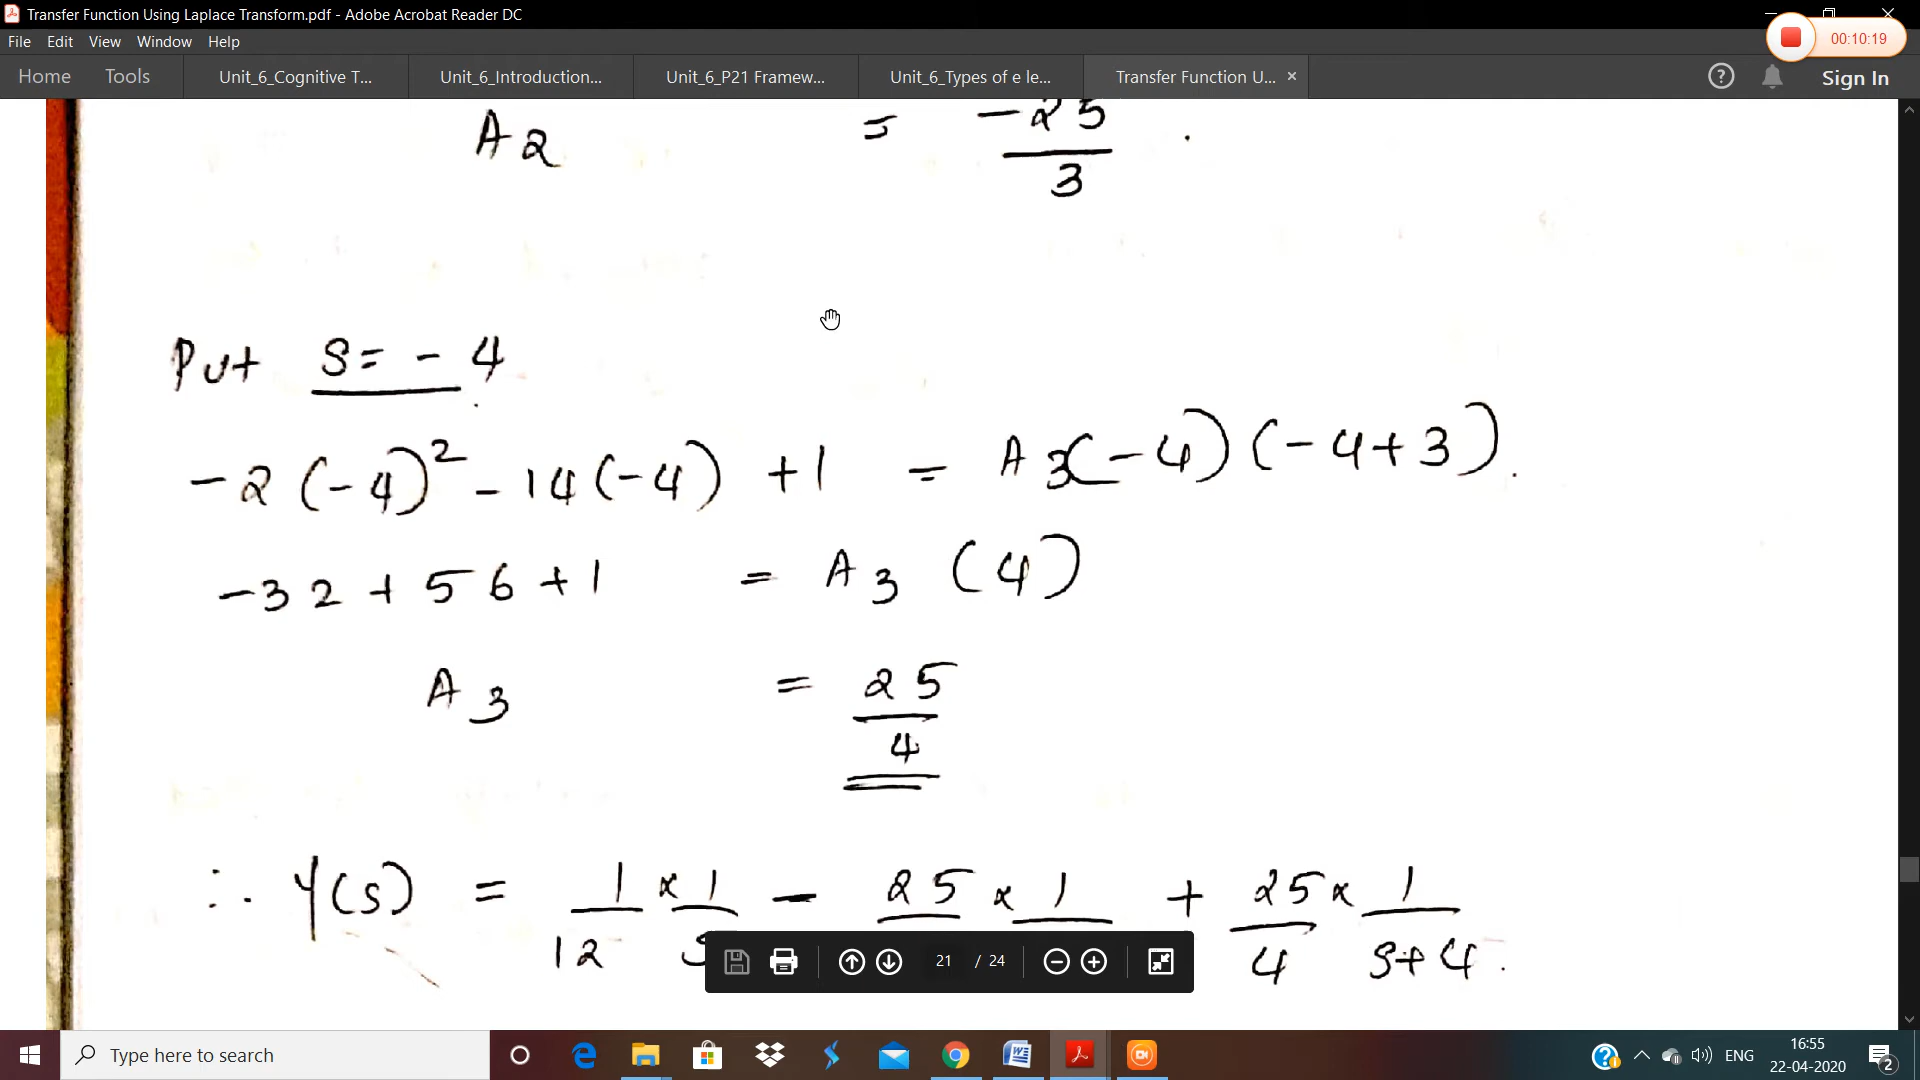 Transfer Function Using Laplace Transform.pdf - Adobe Acrobat Reader DC
File Edit View Window Help
00:10:19
Home Tools Unit_6_Cognitive T... Unit_6_Introduction... Unit_6_P21 Framew... Unit_6_Types of e le... Transfer Function U... ×
Sign In
A2 = -25/3 .
Put S = -4
-2(-4)² - 14(-4) + 1 = A3(-4)(-4+3).
-32 + 56 + 1 = A3 (4)
A3 = 25/4
∴ Y(s) = 1/12 × 1/S - 25 × 1 + 25/4 × 1/S+4.
21 / 24
Type here to search
ENG
16:55
22-04-2020
2